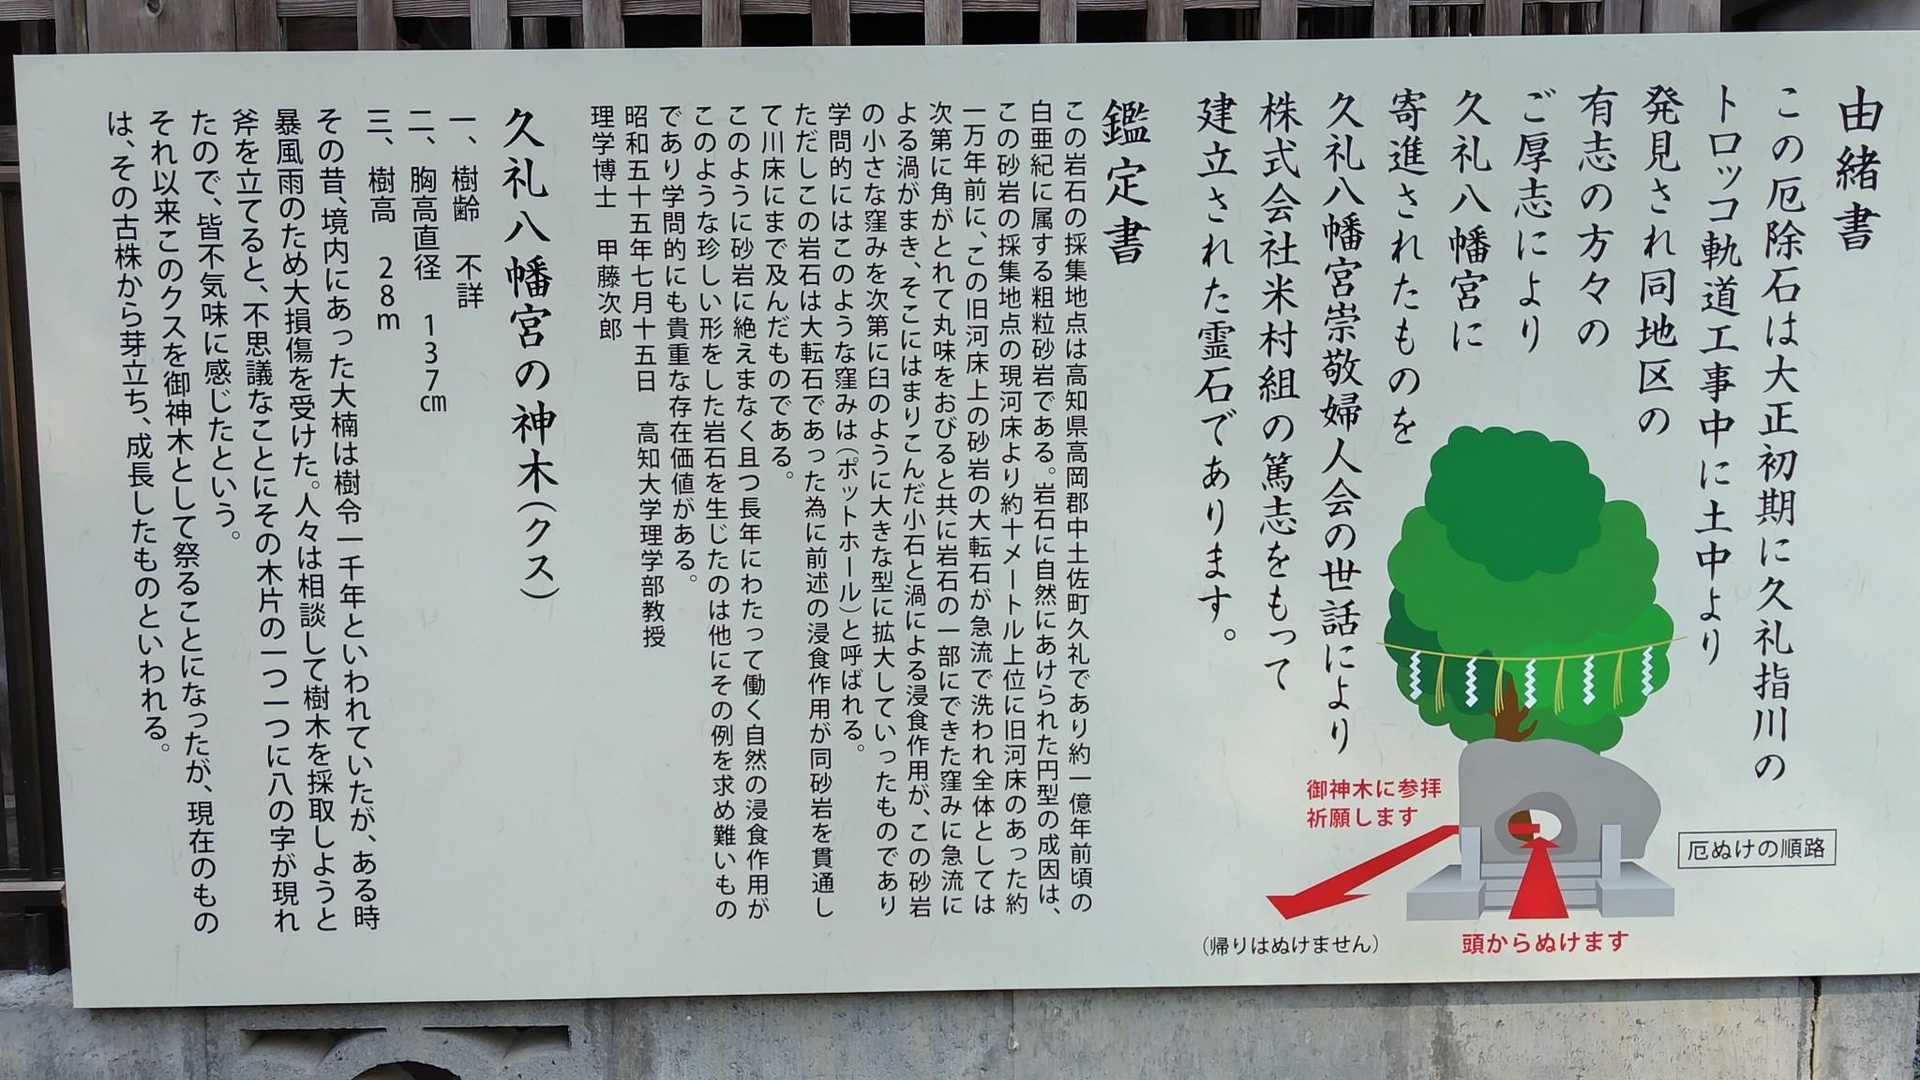 由緒書
この厄除石は大正初期に久礼指川の
トロッコ軌道工事中に土中より
発見され同地区の
有志の方々の
ご厚志により
久礼八幡宮に
寄進されたものを
久礼八幡宮崇敬婦人会の世話により
株式会社米村組の篤志をもって
建立された霊石であります。
厄ぬけの順路
御神木に参拝
祈願します
頭からぬけます
（帰りはぬけません）
鑑定書
この岩石の採集地点は高知県高岡郡中土佐町久礼であり約一億年前頃の
白亜紀に属する粗粒砂岩である。岩石に自然にあけられた円型の成因は、
この砂岩の採集地点の現河床より約十メートル上位に旧河床のあった約
一万年前に、この旧河床上の砂岩の大転石が急流で洗われ全体としては
次第に角がとれて丸味をおびると共に岩石の一部にできた窪みに急流に
よる渦がまき、そこにはまりこんだ小石と渦による浸食作用が、この砂岩
の小さな窪みを次第に臼のように大きな型に拡大していったものであり
学問的にはこのような窪みは（ポットホール）と呼ばれる。
ただしこの岩石は大転石であった為に前述の浸食作用が同砂岩を貫通し
て川床にまで及んだものである。
このように砂岩に絶えまなく且つ長年にわたって働く自然の浸食作用が
このような珍しい形をした岩石を生じたのは他にその例を求め難いもの
であり学問的にも貴重な存在価値がある。
昭和五十五年七月十五日　高知大学理学部教授
理学博士　甲藤次郎
久礼八幡宮の神木（クス）
一、樹齢　不詳
二、胸高直径　137㎝
三、樹高　28m
その昔、境内にあった大楠は樹令一千年といわれていたが、ある時
暴風雨のため大損傷を受けた。人々は相談して樹木を採取しようと
斧を立てると、不思議なことにその木片の一つ一つに八の字が現れ
たので、皆不気味に感じたという。
それ以来このクスを御神木として祭ることになったが、現在のもの
は、その古株から芽立ち、成長したものといわれる。